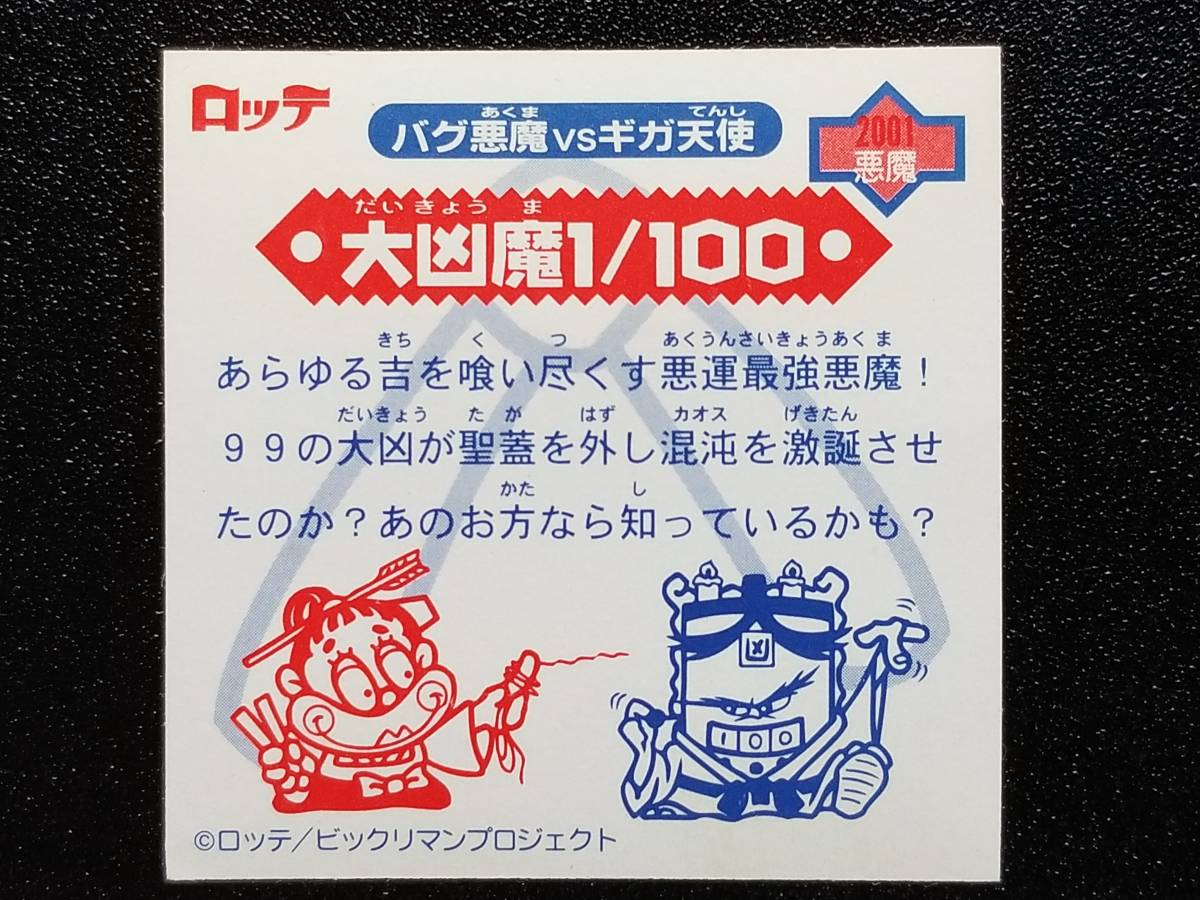 ロッテ
あくま てんし
バグ悪魔vsギガ天使
2001
悪魔
だい きょう ま
大凶魔1/100
きち く つ あくうんさいきょうあくま
あらゆる吉を喰い尽くす悪運最強悪魔！
だいきょう たが はず カオス げきたん
９９の大凶が聖蓋を外し混沌を激誕させ
かた し
たのか？あのお方なら知っているかも？
凶
100
©ロッテ/ビックリマンプロジェクト